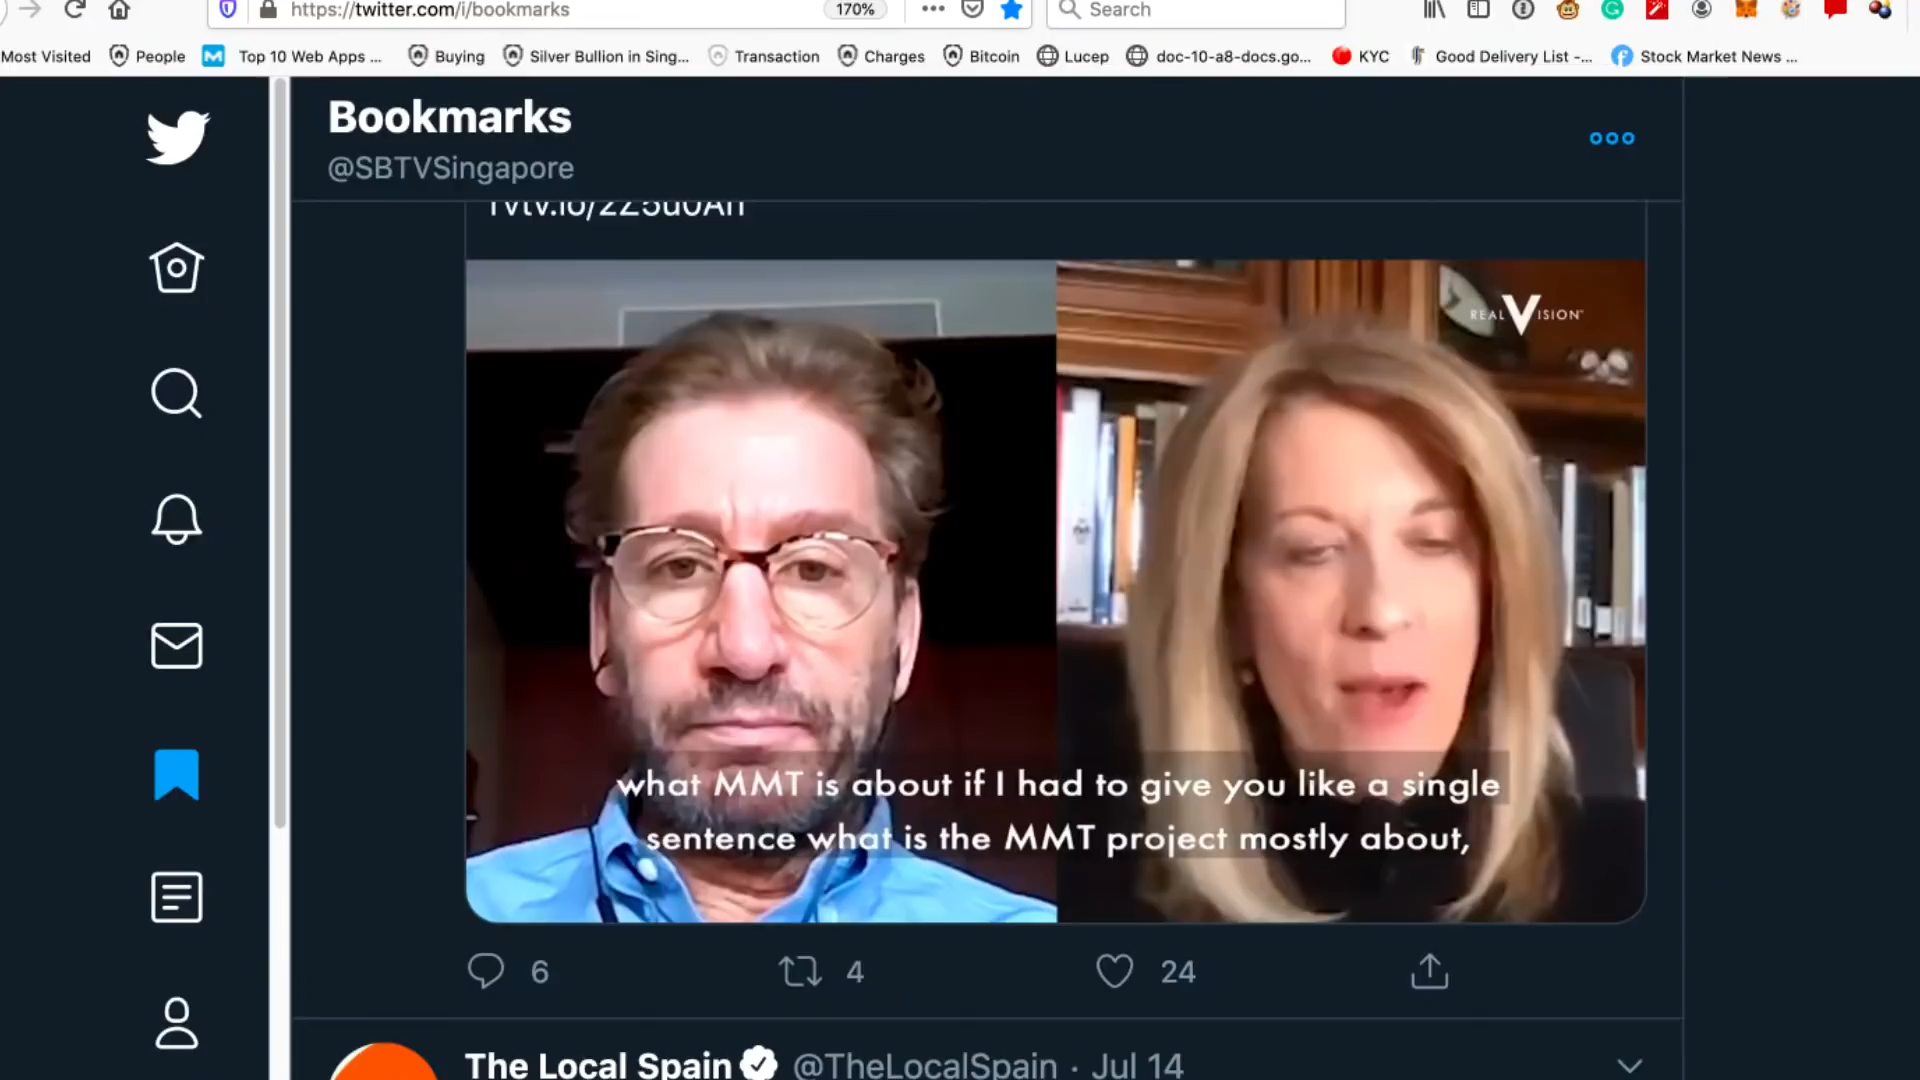 https://twitter.com/i/bookmarks
170%
Search
Most Visited
People
Top 10 Web Apps ...
Buying
Silver Bullion in Sing...
Transaction
Charges
Bitcoin
Lucep
doc-10-a8-docs.go...
KYC
Good Delivery List -...
Stock Market News ...
Bookmarks
@SBTVSingapore
REAL VISION
what MMT is about if I had to give you like a single
sentence what is the MMT project mostly about,
6
4
24
The Local Spain @TheLocalSpain · Jul 14